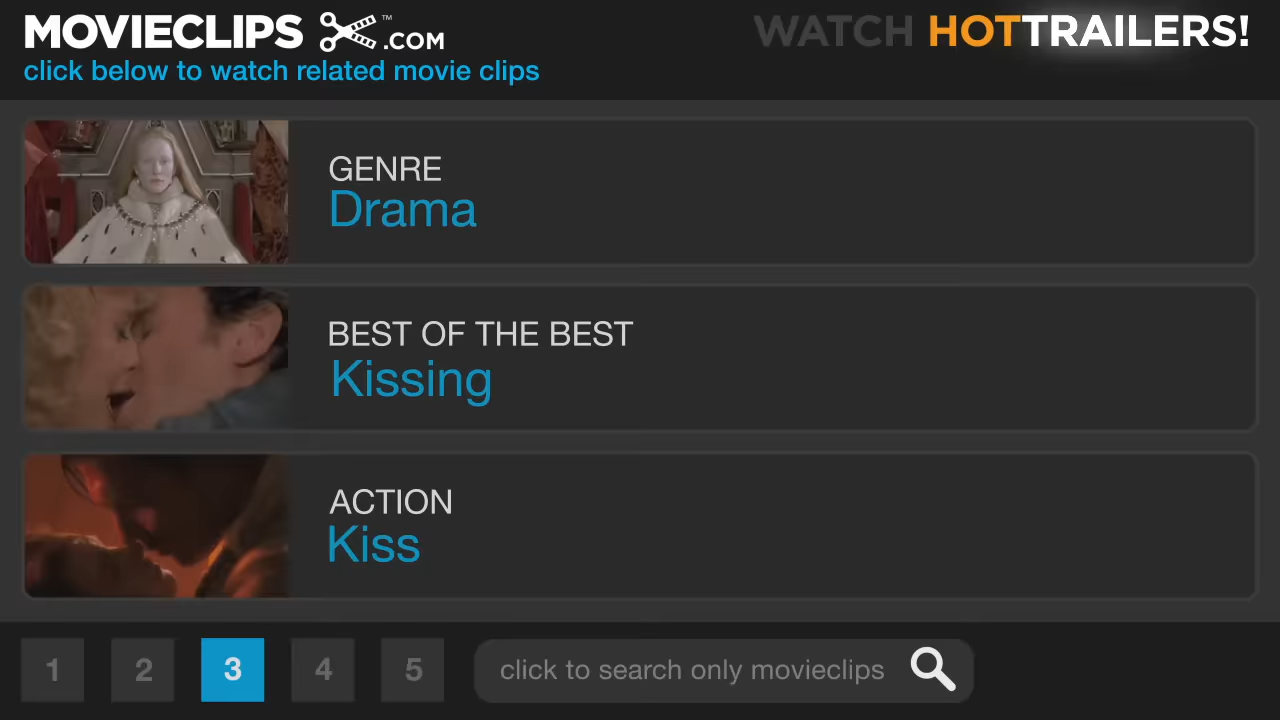 MOVIECLIPS ™ .COM
WATCH HOTTRAILERS!
click below to watch related movie clips
GENRE
Drama
BEST OF THE BEST
Kissing
ACTION
Kiss
1 2 3 4 5 click to search only movieclips